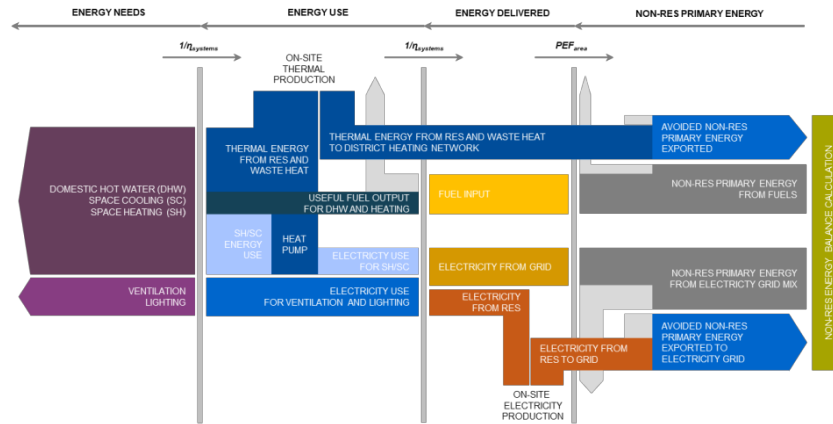 ENERGY NEEDS
ENERGY USE
ENERGY DELIVERED
NON-RES PRIMARY ENERGY
1/ηsystems
ON-SITE
THERMAL
PRODUCTION
1/ηsystems
PEFarea
THERMAL ENERGY
FROM RES AND
WASTE HEAT
THERMAL ENERGY FROM RES AND WASTE HEAT
TO DISTRICT HEATING NETWORK
AVOIDED NON-RES
PRIMARY ENERGY
EXPORTED
DOMESTIC HOT WATER (DHW)
SPACE COOLING (SC)
SPACE HEATING (SH)
USEFUL FUEL OUTPUT
FOR DHW AND HEATING
FUEL INPUT
NON-RES PRIMARY ENERGY
FROM FUELS
SH/SC
ENERGY
USE
HEAT
PUMP
ELECTRICTY USE
FOR SH/SC
ELECTRICITY FROM GRID
NON-RES PRIMARY ENERGY
FROM ELECTRICTY GRID MIX
VENTILATION
LIGHTING
ELECTRICITY USE
FOR VENTILATION AND LIGHTING
ELECTRICITY
FROM RES
ELECTRICITY FROM
RES TO GRID
AVOIDED NON-RES
PRIMARY ENERGY
EXPORTED TO
ELECTRICITY GRID
ON-SITE
ELECTRICITY
PRODUCTION
NON-RES ENERGY BALANCE CALCULATION